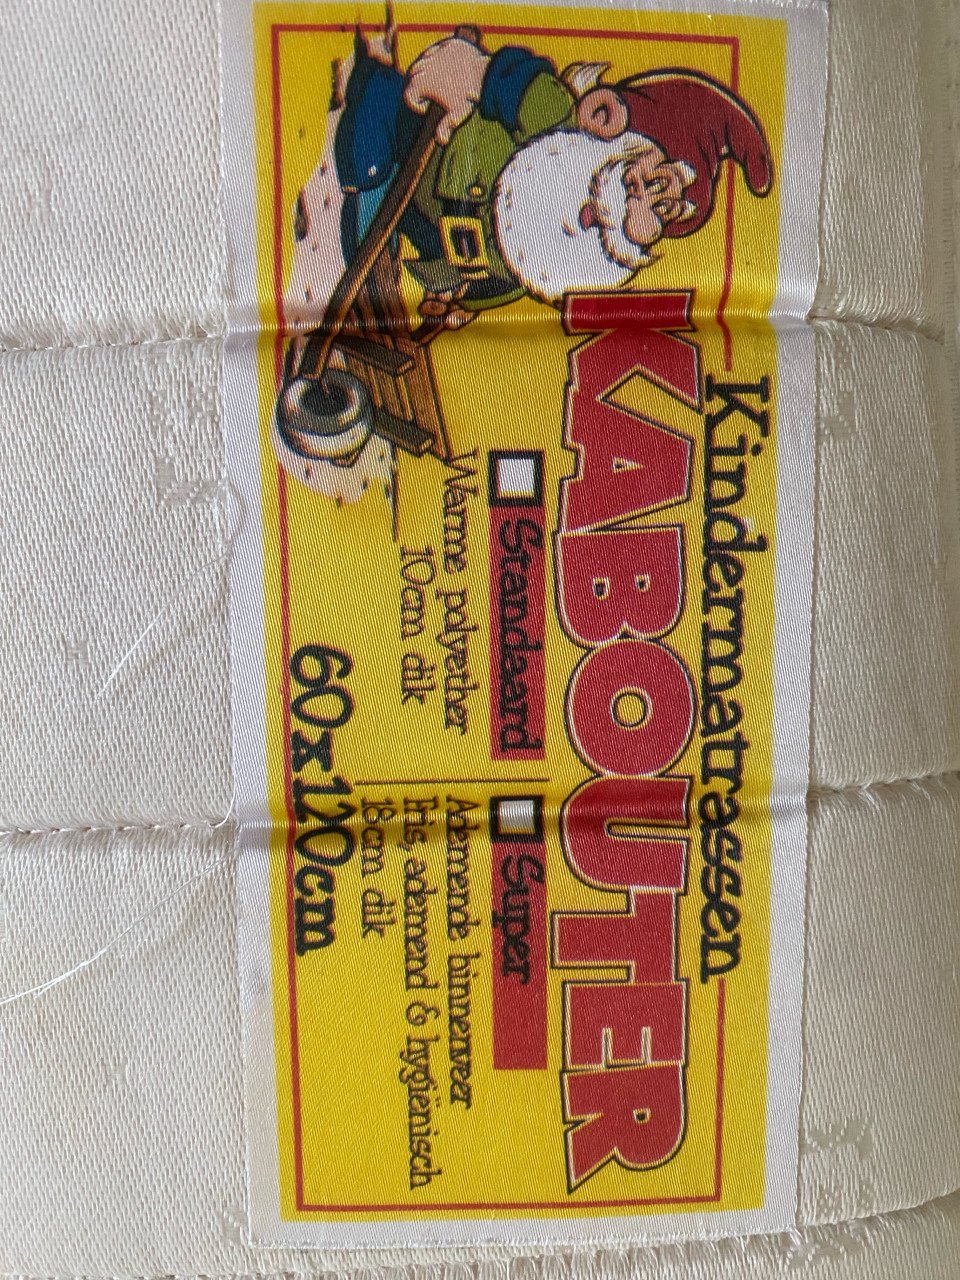 Kindermatrassen
KABOUTER
Standaard
Warme polyether
10cm dik
Super
Ademende binnenveer
Fris, ademend & hygiënisch
18cm dik
60x120cm